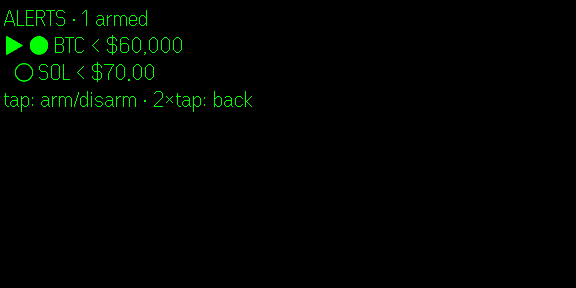 ALERTS · 1 armed
▶ ● BTC < $60,000
○ SOL < $70.00
tap: arm/disarm · 2×tap: back